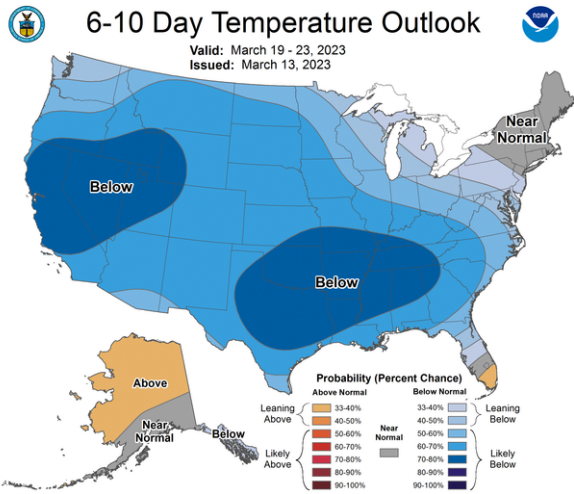 6-10 Day Temperature Outlook
Valid: March 19 - 23, 2023
Issued: March 13, 2023
NOAA
Near
Normal
Below
Below
Above
Near
Normal
Below
Probability (Percent Chance)
Above Normal
Below Normal
Leaning
Above
33-40%
40-50%
Likely
Above
50-60%
60-70%
70-80%
80-90%
90-100%
Near
Normal
33-40%
40-50%
Leaning
Below
50-60%
60-70%
70-80%
80-90%
90-100%
Likely
Below